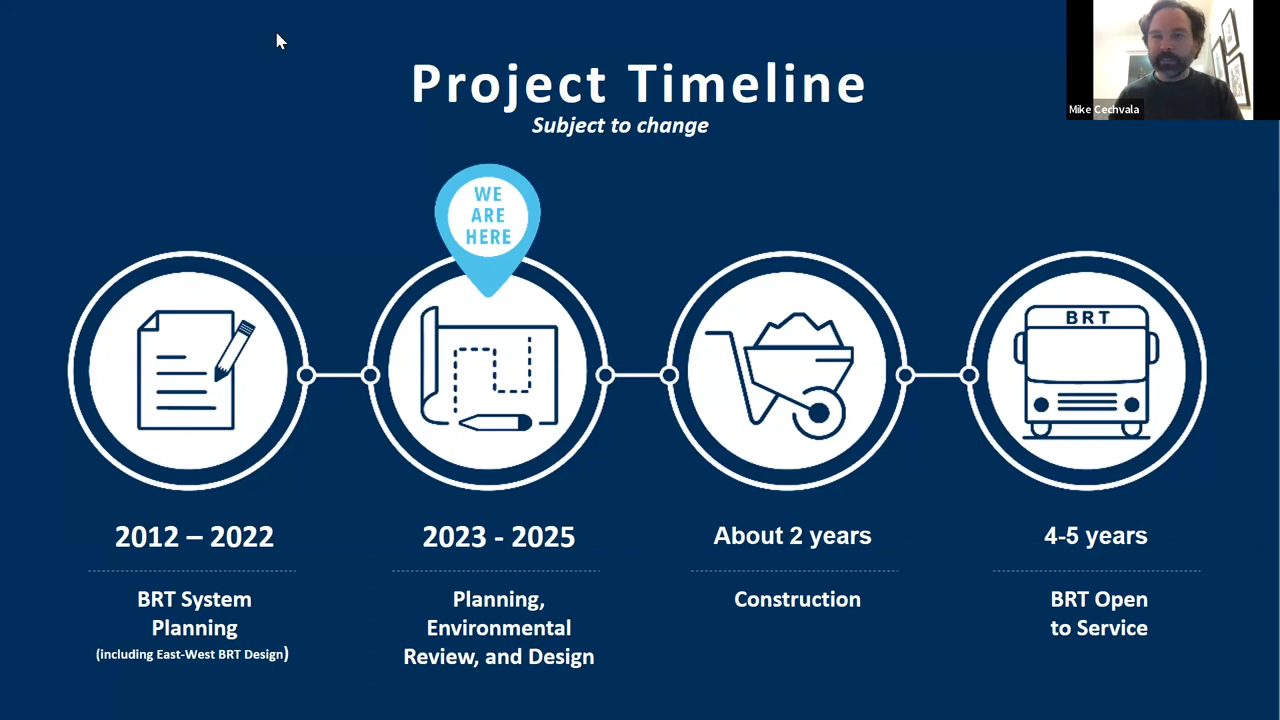 Project Timeline
Subject to change
Mike Cechvala
WE
ARE
HERE
BRT
2012 – 2022
2023 - 2025
About 2 years
4-5 years
BRT System
Planning
(including East-West BRT Design)
Planning,
Environmental
Review, and Design
Construction
BRT Open
to Service